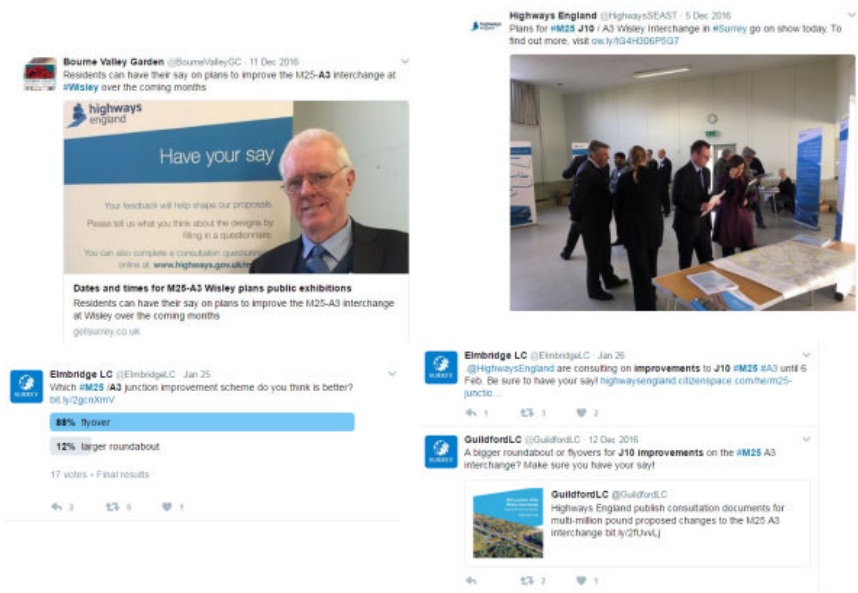 Bourne Valley Garden @BourneValleyGC · 11 Dec 2016
Residents can have their say on plans to improve the M25-A3 interchange at
#Wisley over the coming months
highways
england
Have your say
Your feedback will help shape our proposals.
Please tell us what you think about the designs by
filling in a questionnaire.
You can also complete a consultation
online at: www.highways.gov.uk/m
Dates and times for M25-A3 Wisley plans public exhibitions
Residents can have their say on plans to improve the M25-A3 interchange
at Wisley over the coming months
getsurrey.co.uk
Highways England @HighwaysSEAST · 5 Dec 2016
Plans for #M25 J10 / A3 Wisley Interchange in #Surrey go on show today. To
find out more, visit
Elmbridge LC @ElmbridgeLC · Jan 25
Which #M25 /A3 junction improvement scheme do you think is better?
bit.ly/2gcnXmV
88% flyover
12% larger roundabout
17 votes • Final results
2
1
SURREY
Elmbridge LC @ElmbridgeLC · Jan 26
.@HighwaysEngland are consulting on improvements to J10 #M25 #A3 until 6
Feb. Be sure to have your say! highwaysengland.citizenspace.com/he/m25-
junctio...
1 3 2
SURREY
GuildfordLC @GuildfordLC · 12 Dec 2016
A bigger roundabout or flyovers for J10 improvements on the #M25 A3
interchange? Make sure you have your say!
GuildfordLC @GuildfordLC
Highways England publish consultation documents for
multi-million pound proposed changes to the M25 A3
interchange bit.ly/2fUvvLj
2 1
SURREY